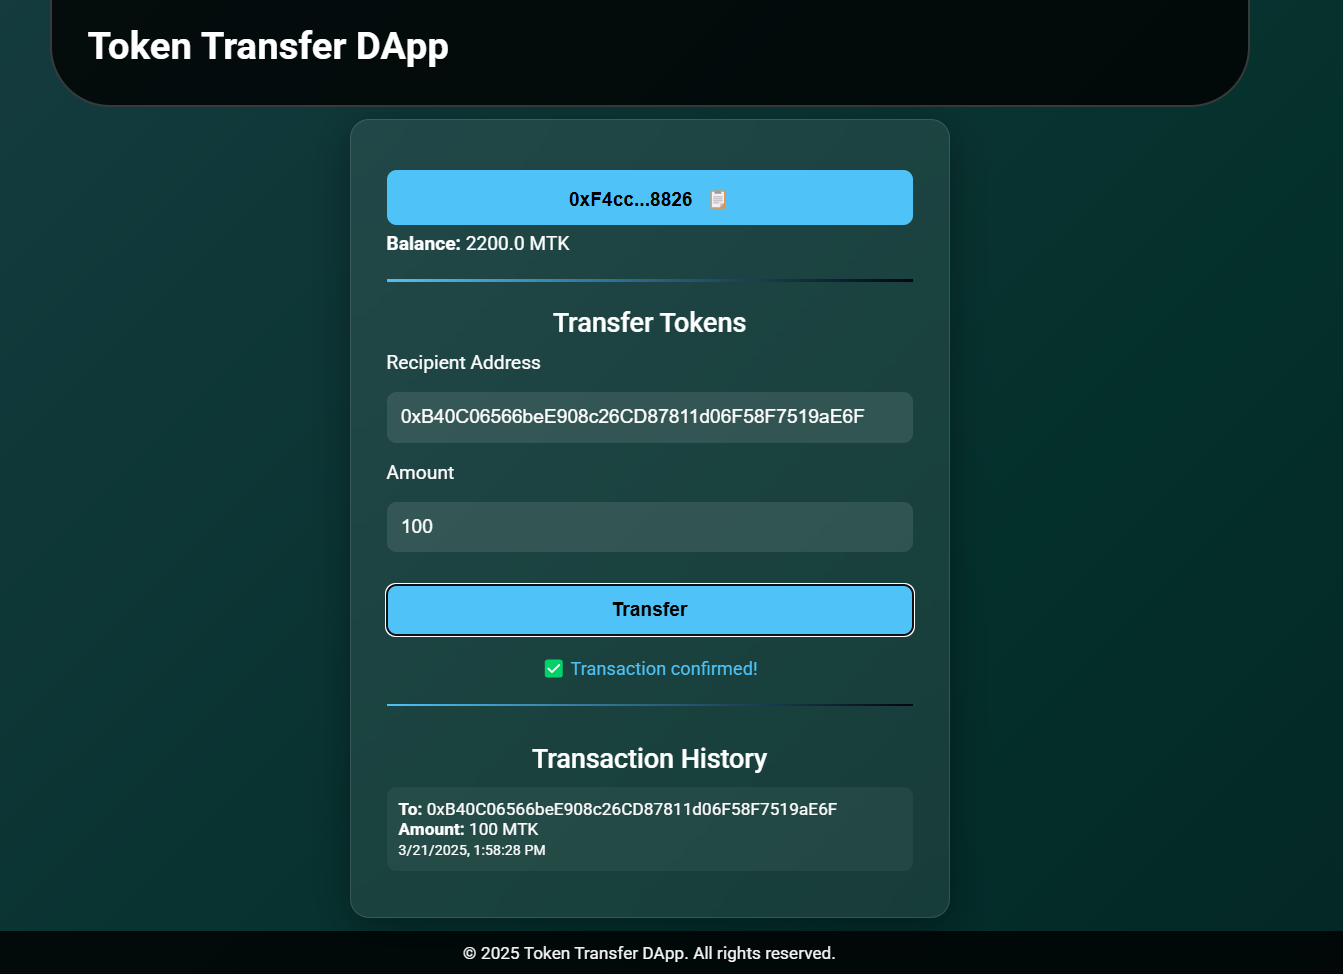 Token Transfer DApp
0xF4cc...8826 📋
Balance: 2200.0 MTK
Transfer Tokens
Recipient Address
0xB40C06566beE908c26CD87811d06F58F7519aE6F
Amount
100
Transfer
✅ Transaction confirmed!
Transaction History
To: 0xB40C06566beE908c26CD87811d06F58F7519aE6F
Amount: 100 MTK
3/21/2025, 1:58:28 PM
© 2025 Token Transfer DApp. All rights reserved.